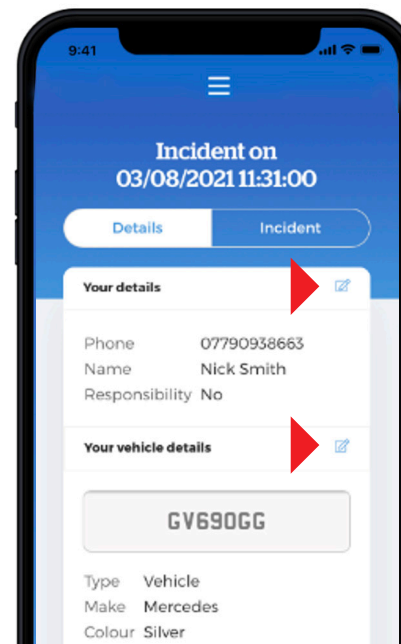 9:41
Incident on
03/08/2021 11:31:00
Details Incident
Your details
Phone 07790938663
Name Nick Smith
Responsibility No
Your vehicle details
GV69OGG
Type Vehicle
Make Mercedes
Colour Silver